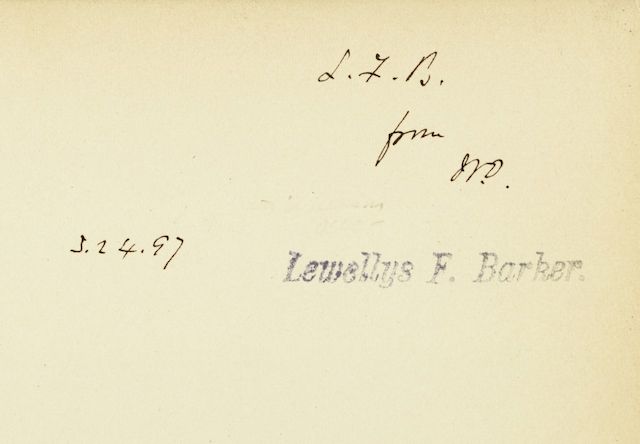 L. F. B.
from
W.O.
3.24.97
Lewellys F. Barker.